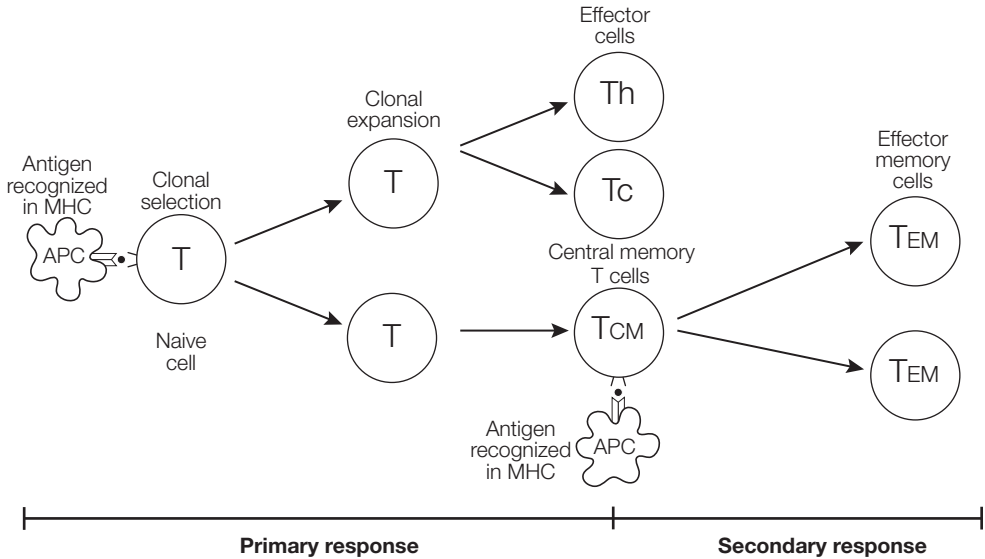 Effector
cells
Th
Clonal
expansion
T
Tc
Effector
memory
cells
TEM
Antigen
recognized
in MHC
APC
Clonal
selection
T
Naive
cell
T
Central memory
T cells
TCM
TEM
Antigen
recognized
in MHC
APC
Primary response
Secondary response